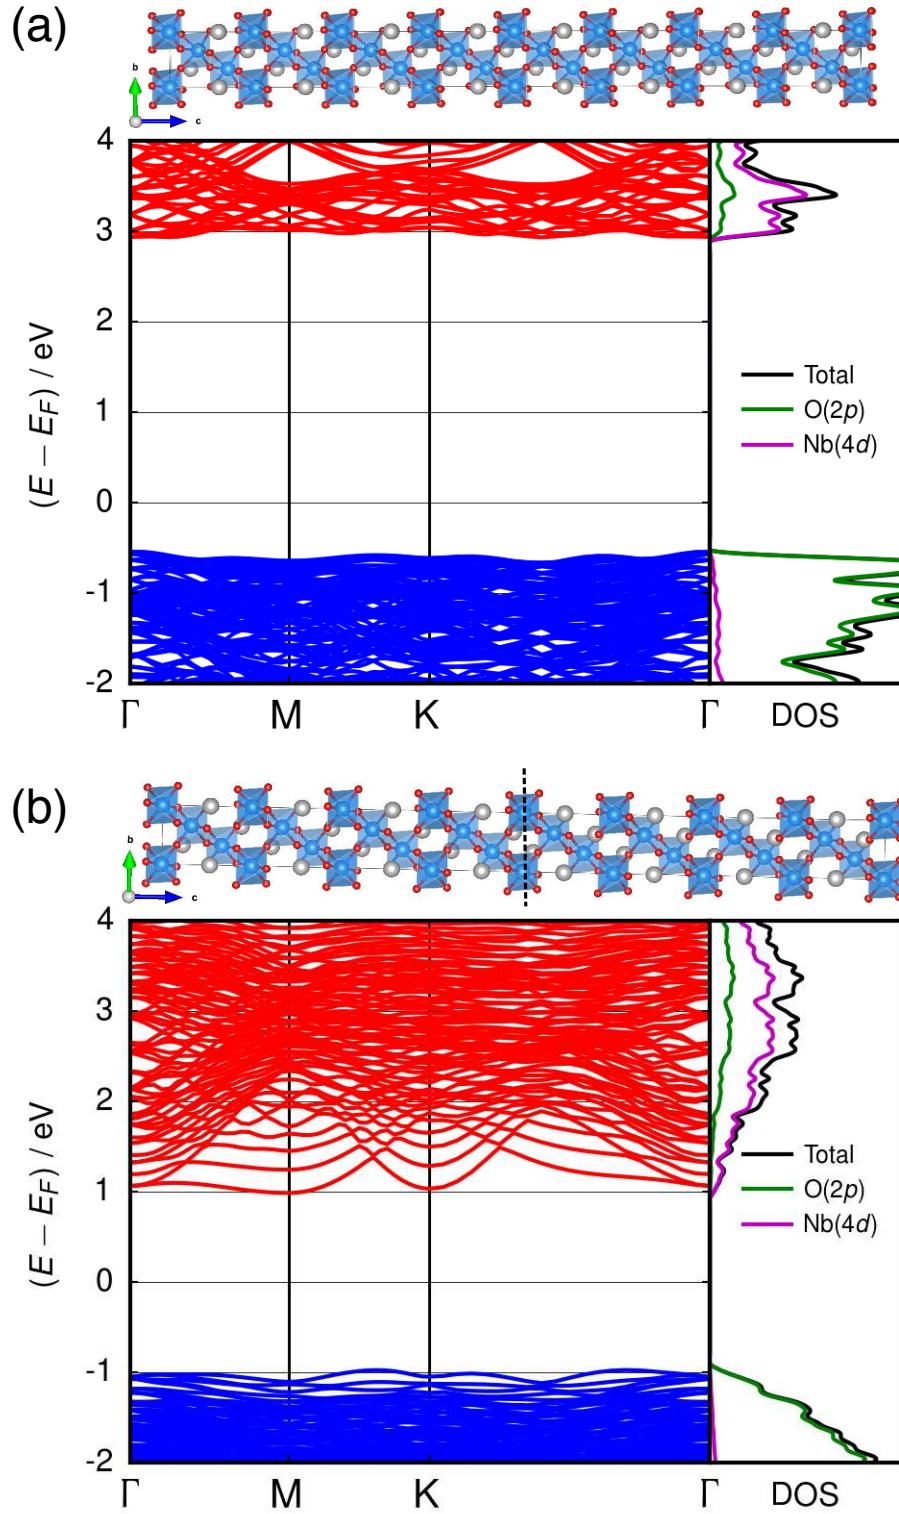 (a)
b
c
4
3
2
1
0
-1
-2
(E − E_F) / eV
Total
O(2p)
Nb(4d)
Γ M K Γ DOS
(b)
b
c
4
3
2
1
0
-1
-2
(E − E_F) / eV
Total
O(2p)
Nb(4d)
Γ M K Γ DOS